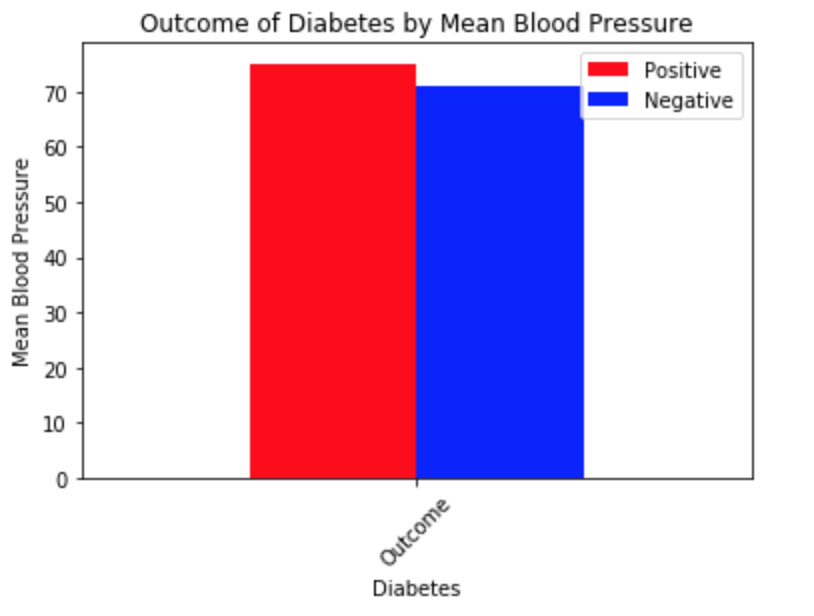 Outcome of Diabetes by Mean Blood Pressure
Positive
Negative
Mean Blood Pressure
70
60
50
40
30
20
10
0
Outcome
Diabetes